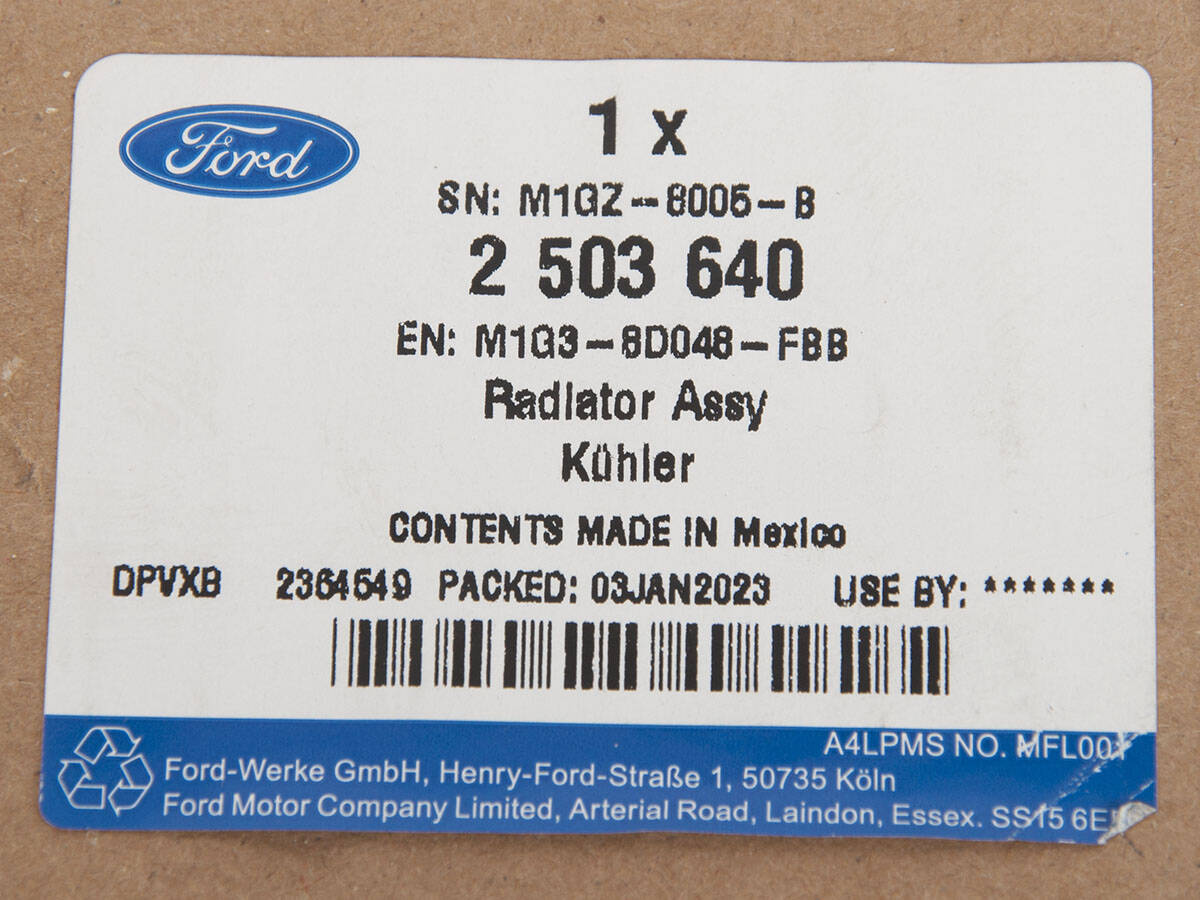 Ford
1 x
SN: M1GZ-8005-B
2 503 640
EN: M1G3-8D048-FBB
Radiator Assy
Kühler
CONTENTS MADE IN Mexico
DPVXB 2364549 PACKED: 03JAN2023 USE BY: *******
A4LPMS NO.
Ford-Werke GmbH, Henry-Ford-Straße 1, 50735 Köln
Ford Motor Company Limited, Arterial Road, Laindon, Essex. SS15